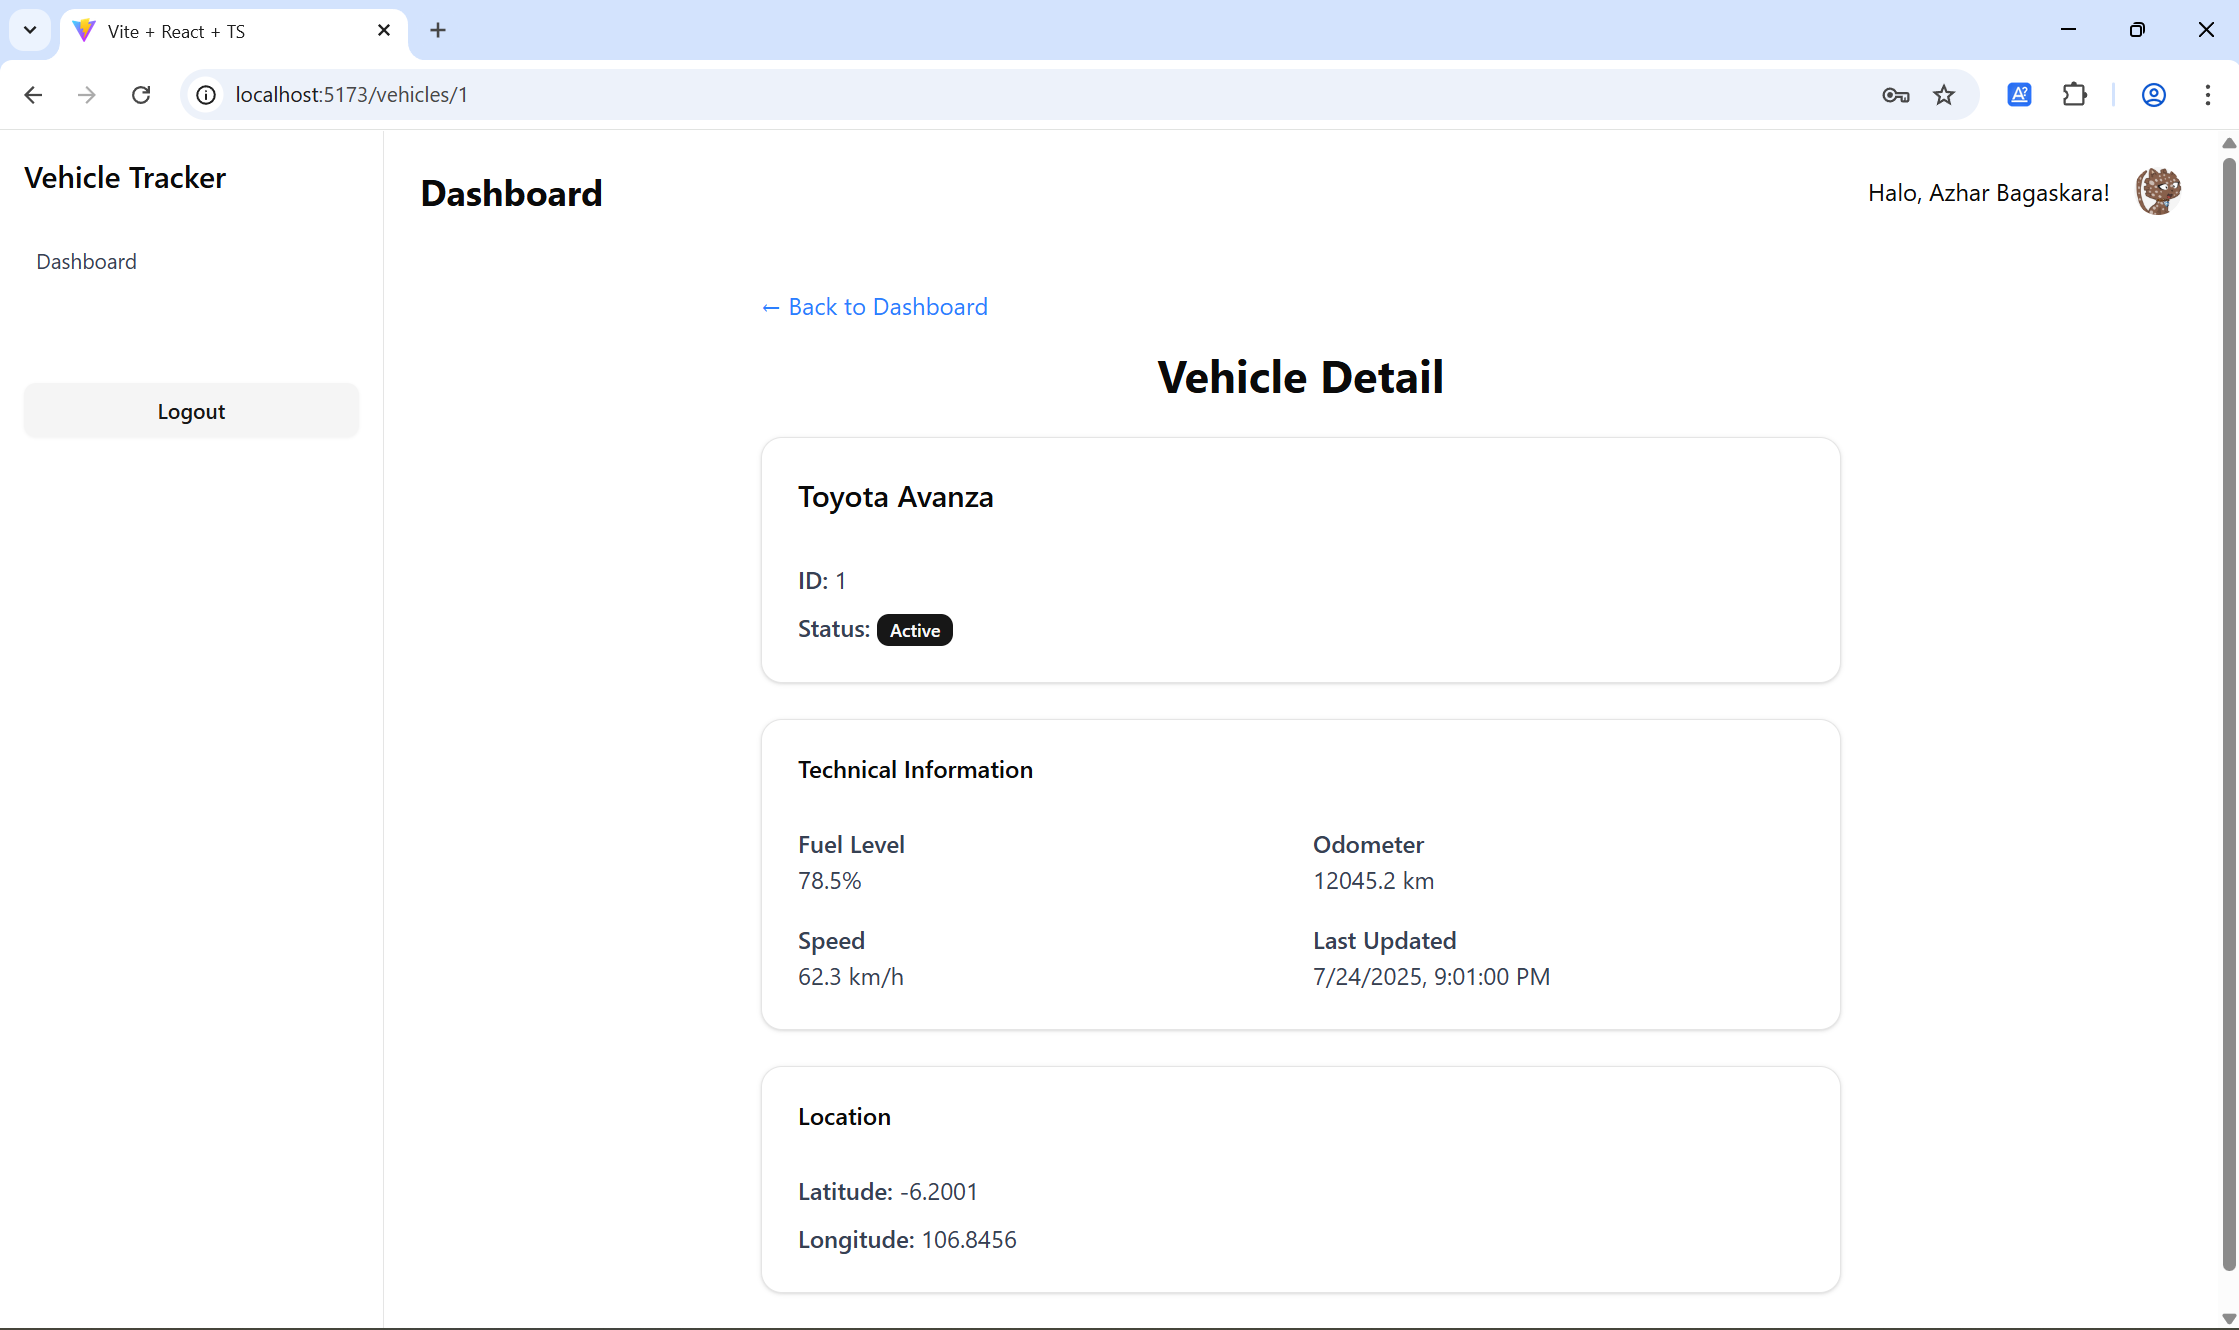 Vite + React + TS
localhost:5173/vehicles/1
Vehicle Tracker
Dashboard
Logout
Dashboard
Halo, Azhar Bagaskara!
← Back to Dashboard
Vehicle Detail
Toyota Avanza
ID: 1
Status: Active
Technical Information
Fuel Level
78.5%
Odometer
12045.2 km
Speed
62.3 km/h
Last Updated
7/24/2025, 9:01:00 PM
Location
Latitude: -6.2001
Longitude: 106.8456